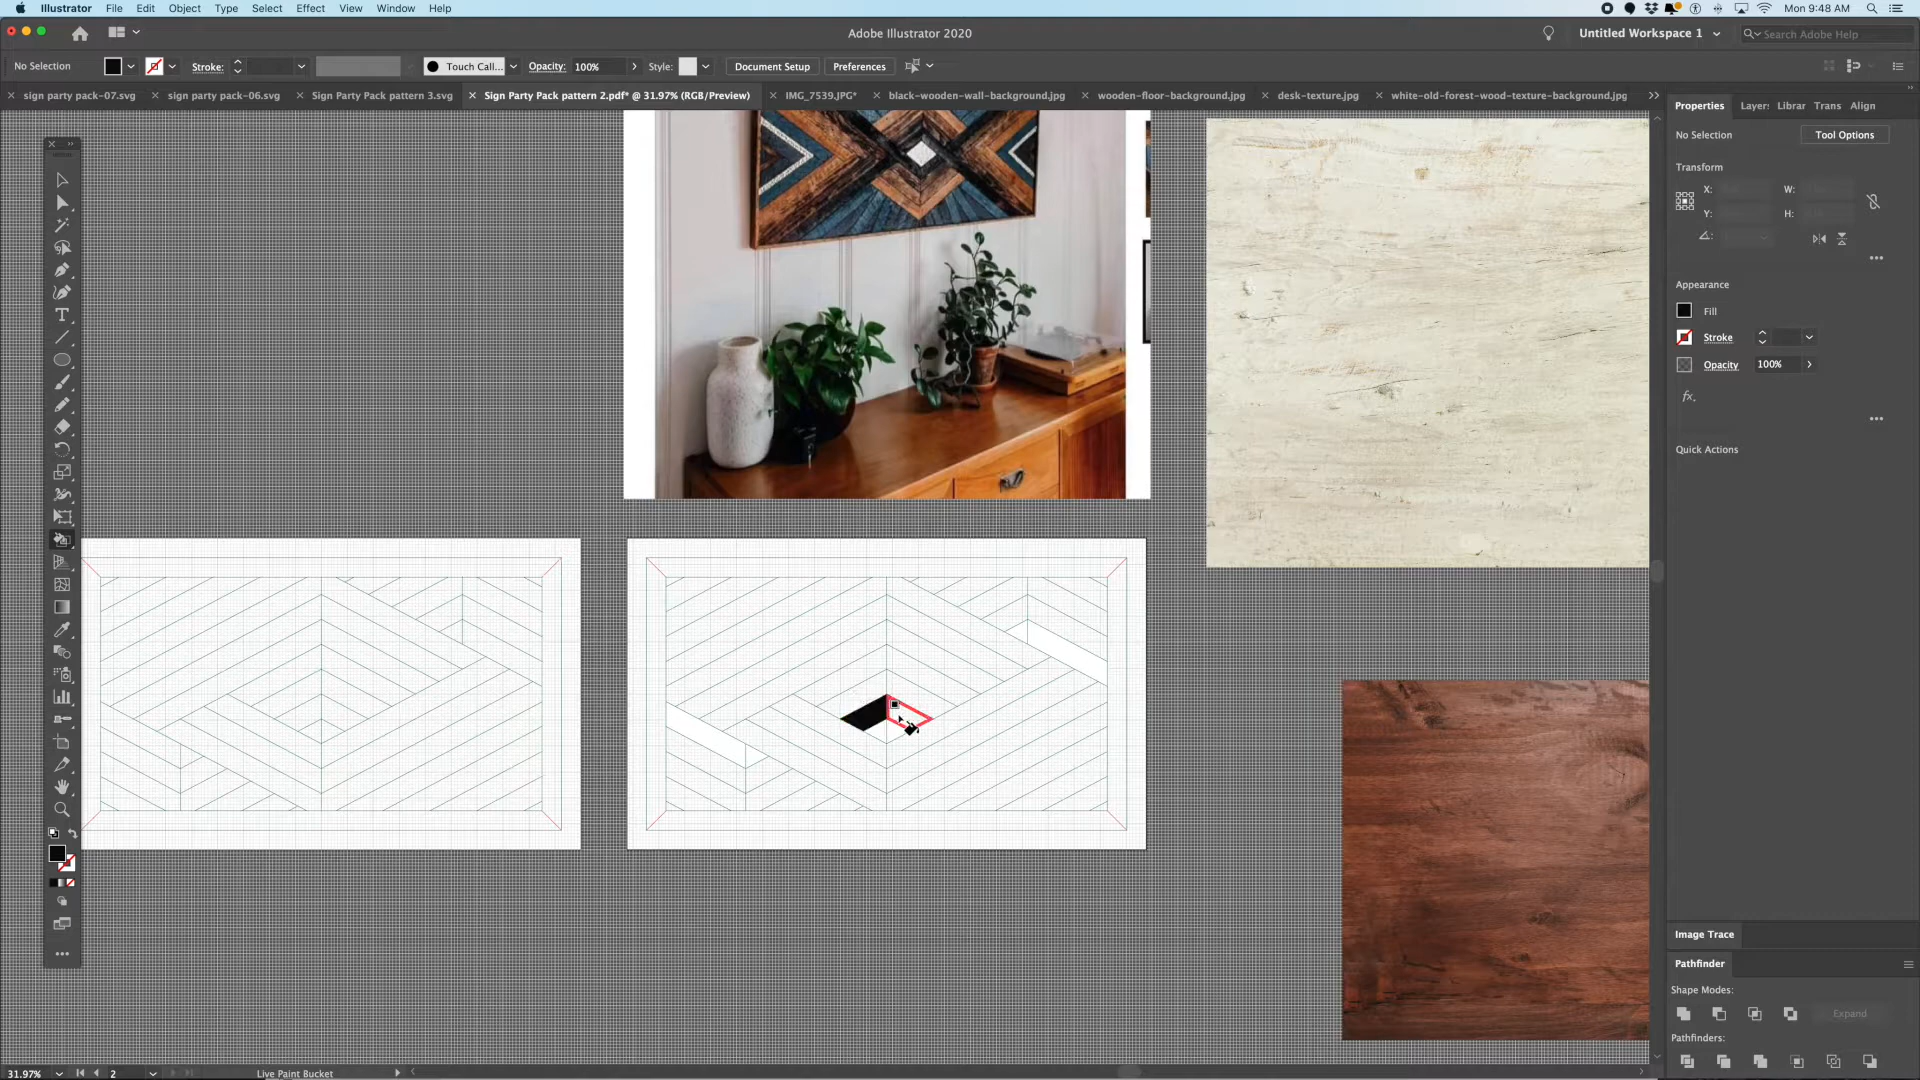 Illustrator File Edit Object Type Select Effect View Window Help Mon 9:48 AM
Adobe Illustrator 2020 Untitled Workspace 1 Search Adobe Help
No Selection Stroke: Touch Call... Opacity: 100% Style: Document Setup Preferences
sign party pack-07.svg sign party pack-06.svg Sign Party Pack pattern 3.svg Sign Party Pack pattern 2.pdf* @ 31.97% (RGB/Preview) IMG_7539.JPG* black-wooden-wall-background.jpg wooden-floor-background.jpg desk-texture.jpg white-old-forest-wood-texture-background.jpg
Properties Layers Librar Trans Align
No Selection Tool Options
Transform
X: W:
Y: H:
Appearance
Fill
Stroke
Opacity 100%
fx.
Quick Actions
Image Trace
Pathfinder
Shape Modes:
Expand
Pathfinders:
31.97% 2 Live Paint Bucket